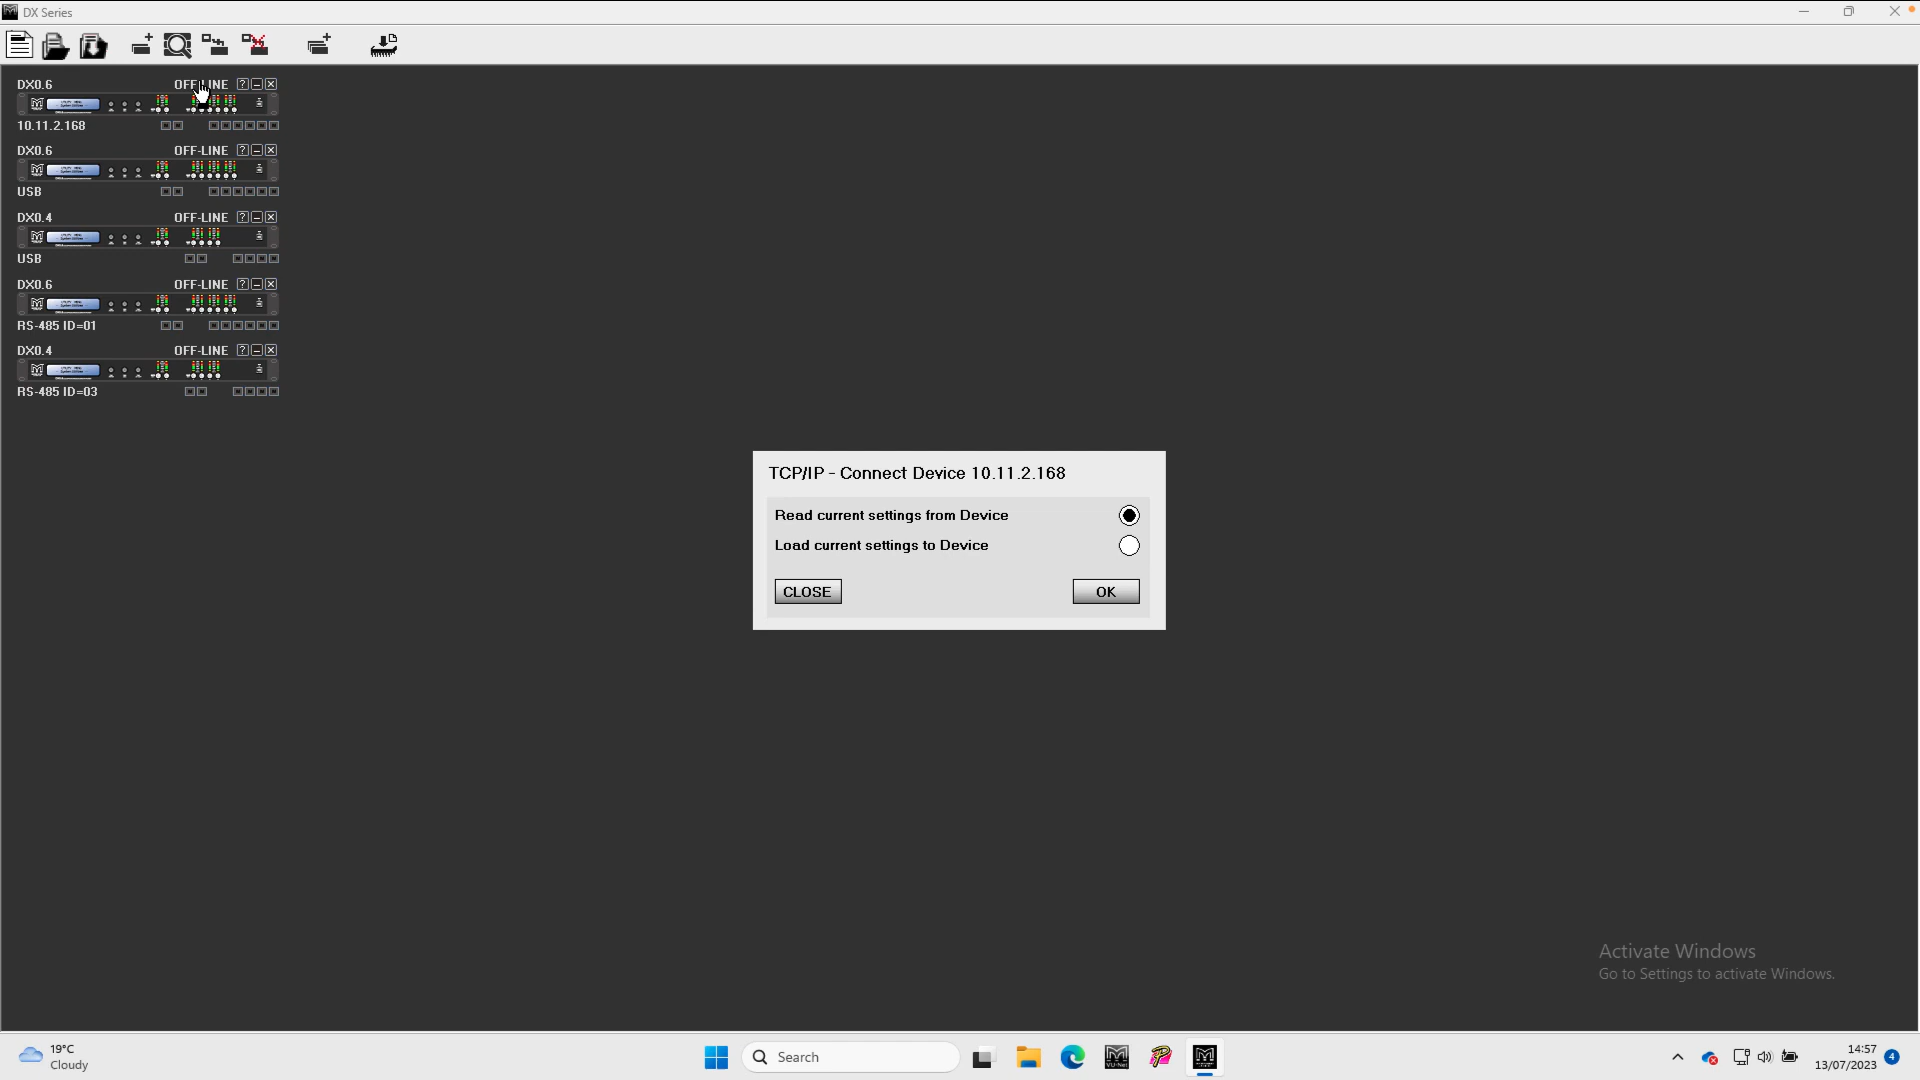 DX Series
DX0.6 OFF-LINE
10.11.2.168
DX0.6 OFF-LINE
USB
DX0.4 OFF-LINE
USB
DX0.6 OFF-LINE
RS-485 ID=01
DX0.4 OFF-LINE
RS-485 ID=03
TCP/IP - Connect Device 10.11.2.168
Read current settings from Device
Load current settings to Device
CLOSE OK
Activate Windows
Go to Settings to activate Windows.
19°C
Cloudy
Search
VU-Net
14:57
13/07/2023
4